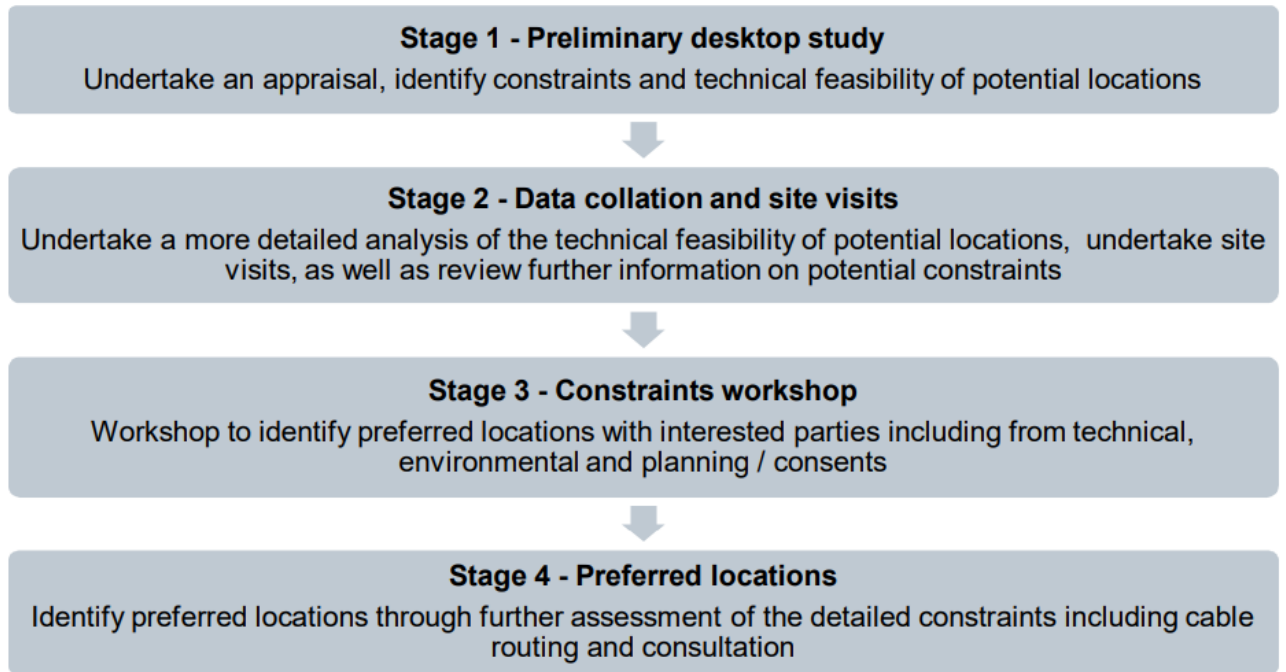 Stage 1 - Preliminary desktop study
Undertake an appraisal, identify constraints and technical feasibility of potential locations
Stage 2 - Data collation and site visits
Undertake a more detailed analysis of the technical feasibility of potential locations,  undertake site
visits, as well as review further information on potential constraints
Stage 3 - Constraints workshop
Workshop to identify preferred locations with interested parties including from technical,
environmental and planning / consents
Stage 4 - Preferred locations
Identify preferred locations through further assessment of the detailed constraints including cable
routing and consultation